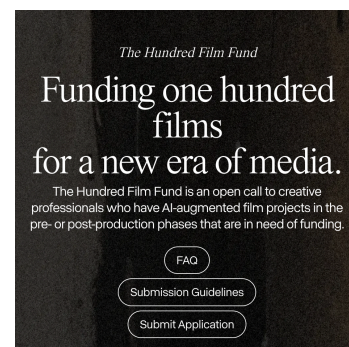 The Hundred Film Fund
Funding one hundred
films
for a new era of media.
The Hundred Film Fund is an open call to creative
professionals who have AI-augmented film projects in the
pre- or post-production phases that are in need of funding.
FAQ
Submission Guidelines
Submit Application